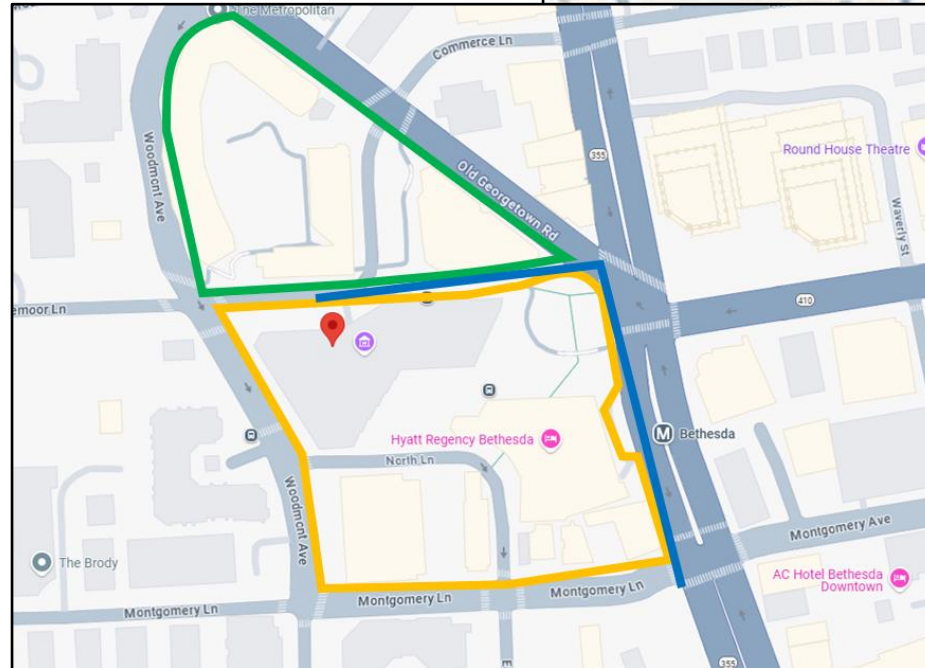 The Metropolitan
Commerce Ln
355
Round House Theatre
Woodmont Ave
Old Georgetown Rd
Waverly St
emoor Ln
410
M
Bethesda
Hyatt Regency Bethesda
North Ln
Woodmont Ave
Montgomery Ave
The Brody
AC Hotel Bethesda
Downtown
Montgomery Ln
Montgomery Ln
Montgomery Ln
E
355